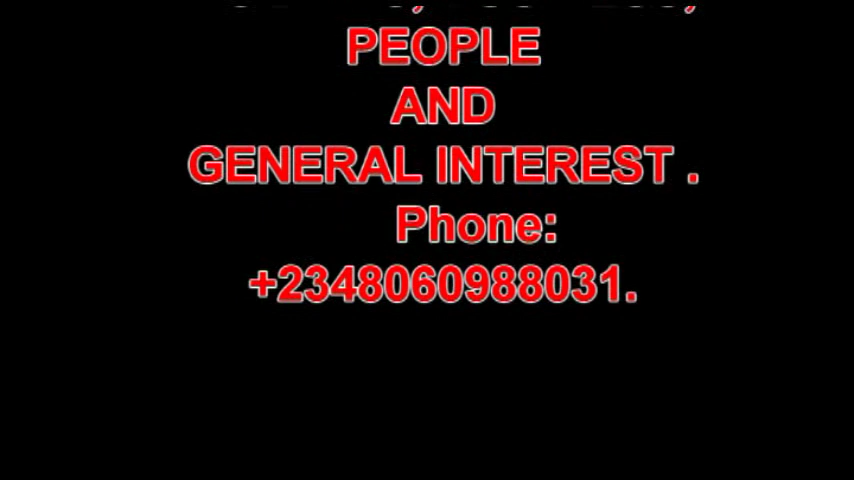 PEOPLE
AND
GENERAL INTEREST .
Phone:
+2348060988031.